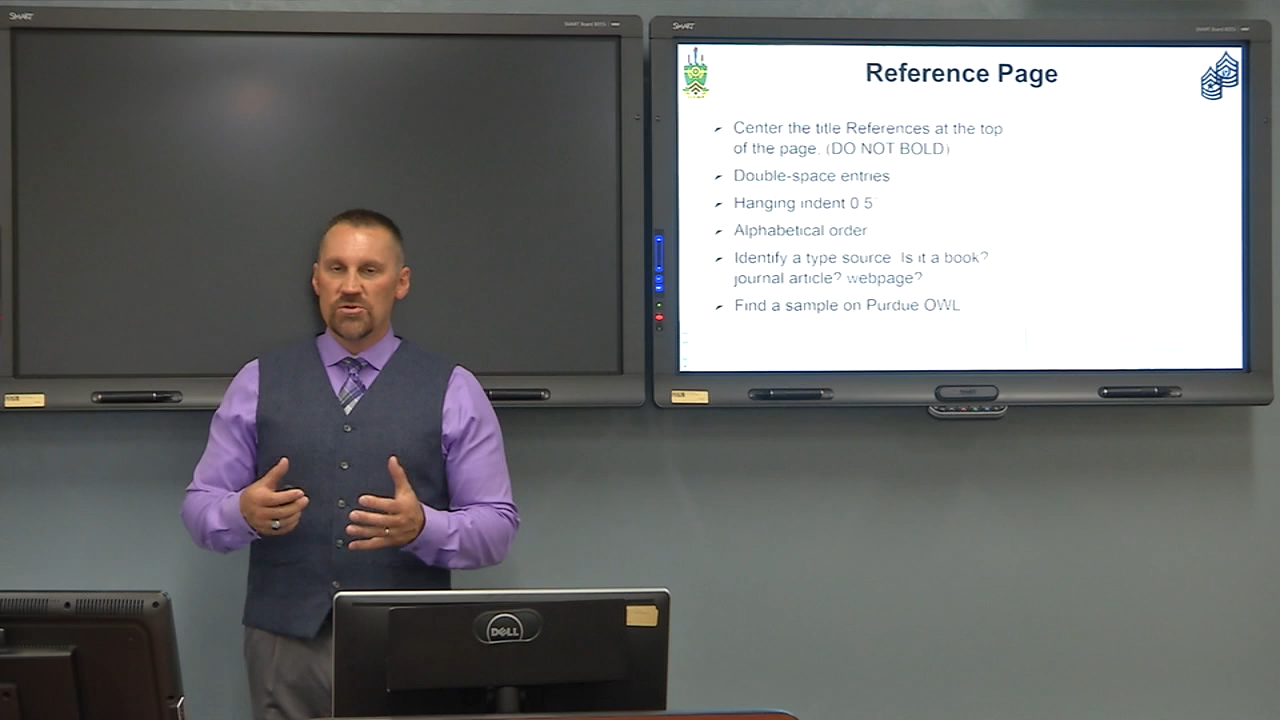 SMART
SMART
Reference Page
Center the title References at the top
of the page. (DO NOT BOLD)
Double-space entries
Hanging indent 0 5
Alphabetical order
Identify a type source Is it a book?
journal article? webpage?
Find a sample on Purdue OWL
DELL